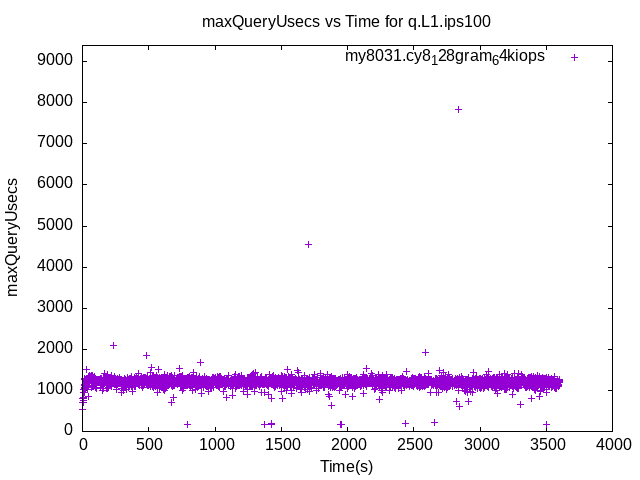 maxQueryUsecs vs Time for q.L1.ips100
my8031.cy8128gram64kiops
9000
8000
7000
6000
5000
4000
3000
2000
1000
0
maxQueryUsecs
0 500 1000 1500 2000 2500 3000 3500 4000
Time(s)